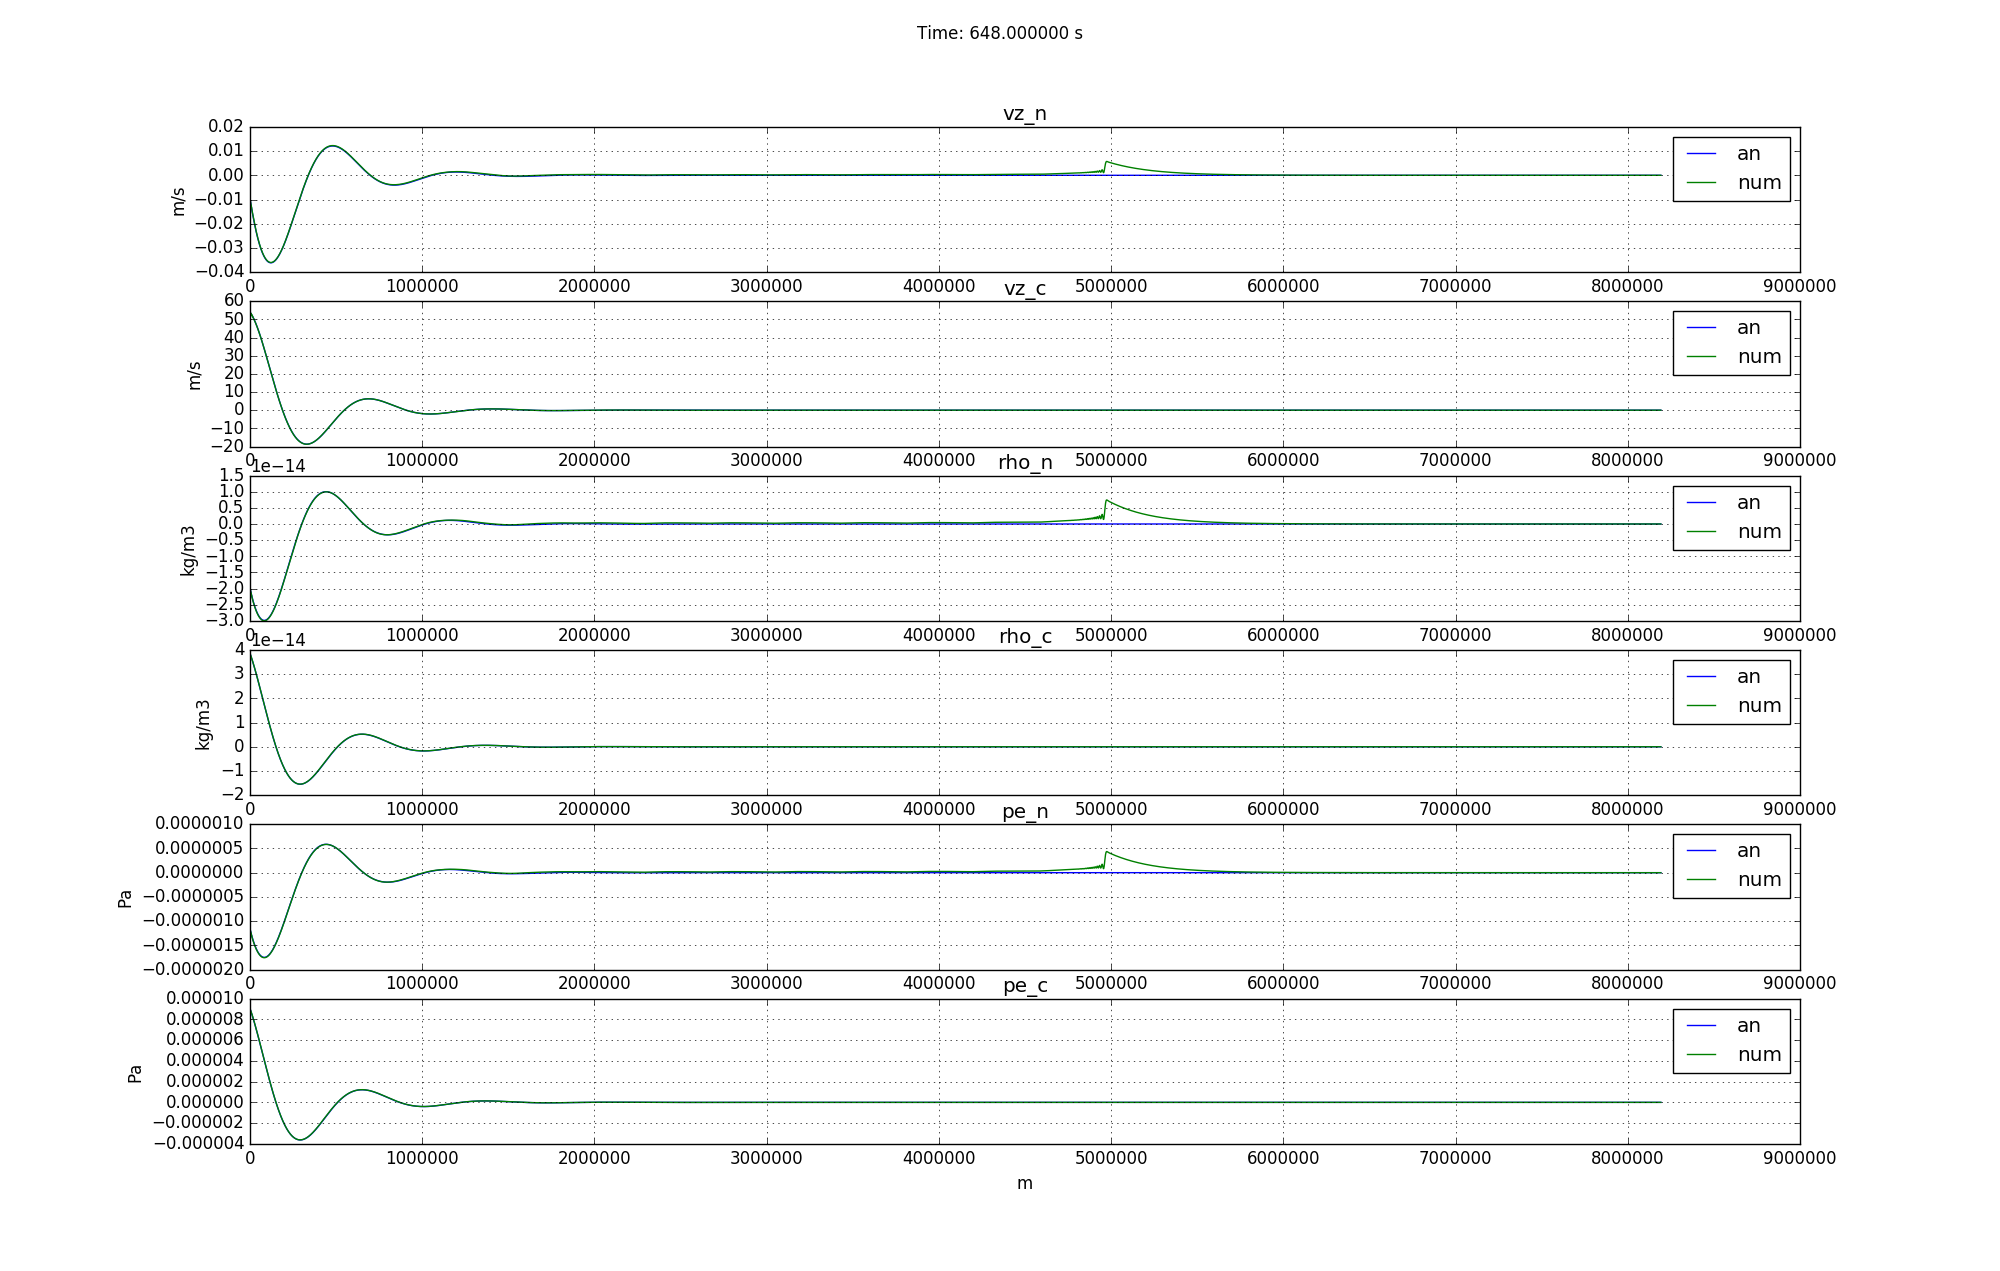 Time: 648.000000 s
vz_n
0.02
0.01
0.00
−0.01
−0.02
−0.03
−0.04
m/s
an
num
0 1000000 2000000 3000000 4000000 5000000 6000000 7000000 8000000 9000000
vz_c
60
50
40
30
20
10
0
−10
−20
m/s
an
num
0 1000000 2000000 3000000 4000000 5000000 6000000 7000000 8000000 9000000
1e−14
rho_n
1.5
1.0
0.5
0.0
−0.5
−1.0
−1.5
−2.0
−2.5
−3.0
kg/m3
an
num
0 1000000 2000000 3000000 4000000 5000000 6000000 7000000 8000000 9000000
1e−14
rho_c
4
3
2
1
0
−1
−2
kg/m3
an
num
0 1000000 2000000 3000000 4000000 5000000 6000000 7000000 8000000 9000000
pe_n
0.0000010
0.0000005
0.0000000
−0.0000005
−0.0000010
−0.0000015
−0.0000020
Pa
an
num
0 1000000 2000000 3000000 4000000 5000000 6000000 7000000 8000000 9000000
pe_c
0.000010
0.000008
0.000006
0.000004
0.000002
0.000000
−0.000002
−0.000004
Pa
an
num
0 1000000 2000000 3000000 4000000 5000000 6000000 7000000 8000000 9000000
m